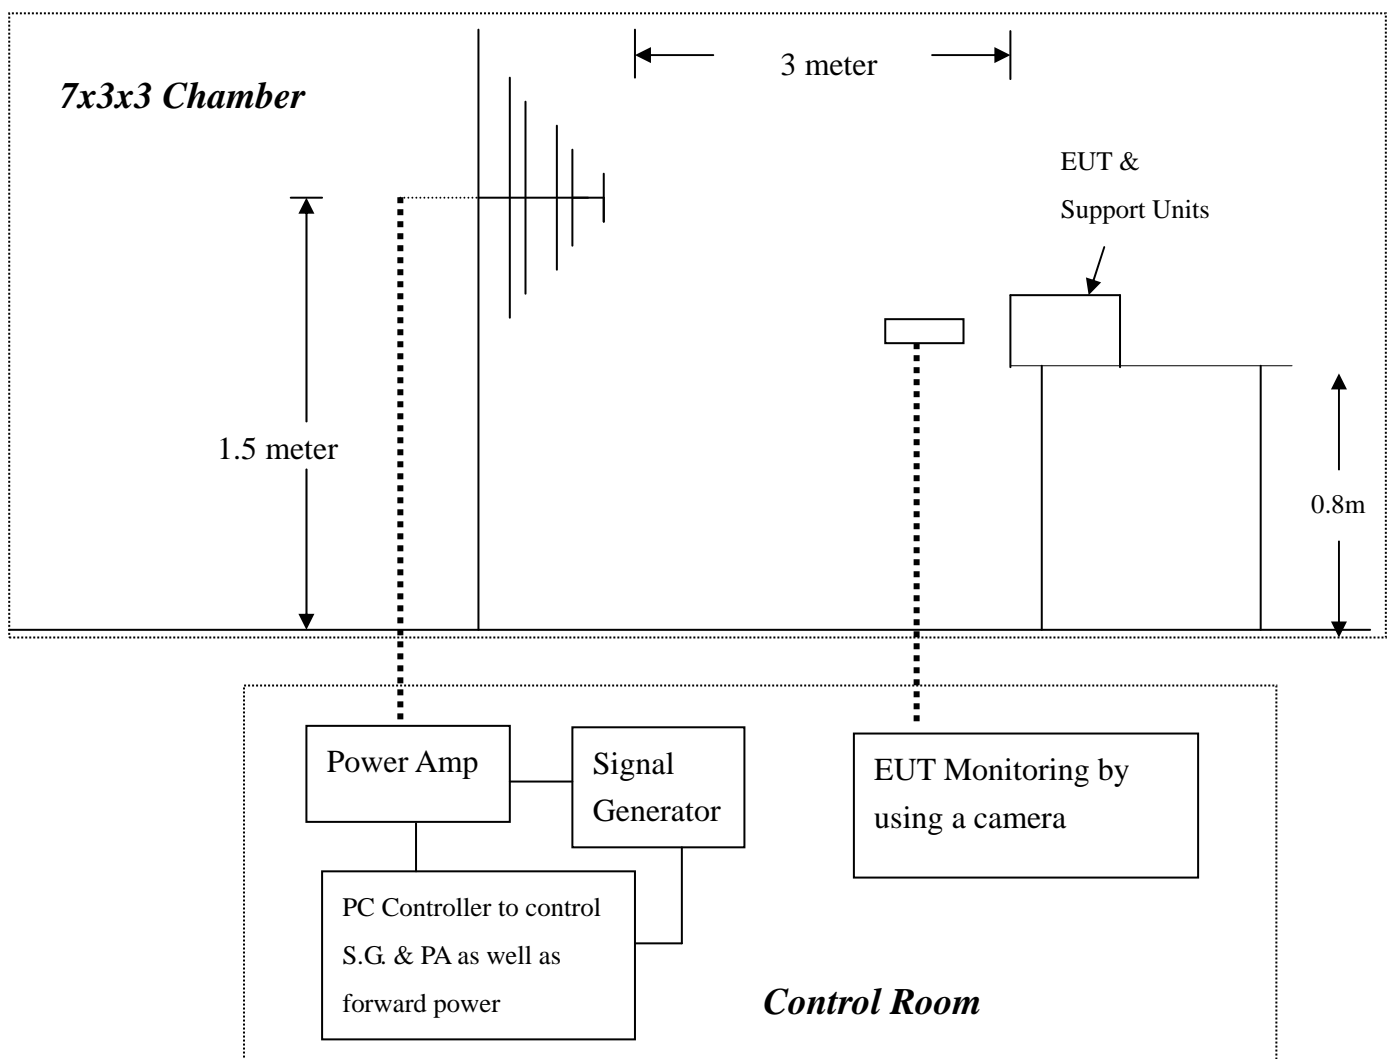 3 meter
7x3x3 Chamber
EUT &
Support Units
1.5 meter
0.8m
Power Amp
Signal
Generator
EUT Monitoring by
using a camera
PC Controller to control
S.G. & PA as well as
forward power
Control Room